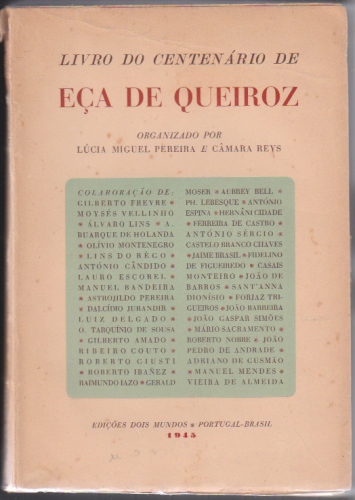 LIVRO DO CENTENÁRIO DE
EÇA DE QUEIROZ
ORGANIZADO POR
LÚCIA MIGUEL PEREIRA E CÂMARA REYS
COLABORAÇÃO DE:
GILBERTO FREYRE ★
MOYSÉS VELLINHO
★ ÁLVARO LINS ★ A.
BUARQUE DE HOLANDA
★ OLÍVIO MONTENEGRO
★ LINS DO RÊGO ★
ANTÓNIO CÂNDIDO ★
LAURO ESCOREL ★
MANUEL BANDEIRA ★
ASTROJILDO PEREIRA
★ DALCÍDIO JURANDIR ★
LUIZ DELGADO ★
O. TARQUÍNIO DE SOUSA
★ GILBERTO AMADO ★
RIBEIRO COUTO ★
ROBERTO GIUSTI
★ ROBERTO IBAÑEZ ★
RAIMUNDO LAZO ★ GERALD
MOSER ★ AUBREY BELL ★
PH. LEBESQUE ★ ANTÓNIO
ESPINA ★ HERNÂNI CIDADE
★ FERREIRA DE CASTRO ★
ANTÓNIO SÉRGIO ★
CASTELO BRANCO CHAVES
★ JAIME BRASIL ★ FIDELINO
DE FIGUEIREDO ★ CASAIS
MONTEIRO ★ JOÃO DE
BARROS ★ SANT'ANNA
DIONÍSIO ★ FORJAZ TRI-
GUEIROS ★ JOÃO BARREIRA
★ JOÃO GASPAR SIMÕES
★ MÁRIO SACRAMENTO ★
ROBERTO NOBRE ★ JOÃO
PEDRO DE ANDRADE ★
ADRIANO DE GUSMÃO
★ MANUEL MENDES ★
VIEIRA DE ALMEIDA
EDIÇÕES DOIS MUNDOS ★ PORTUGAL-BRASIL
1945